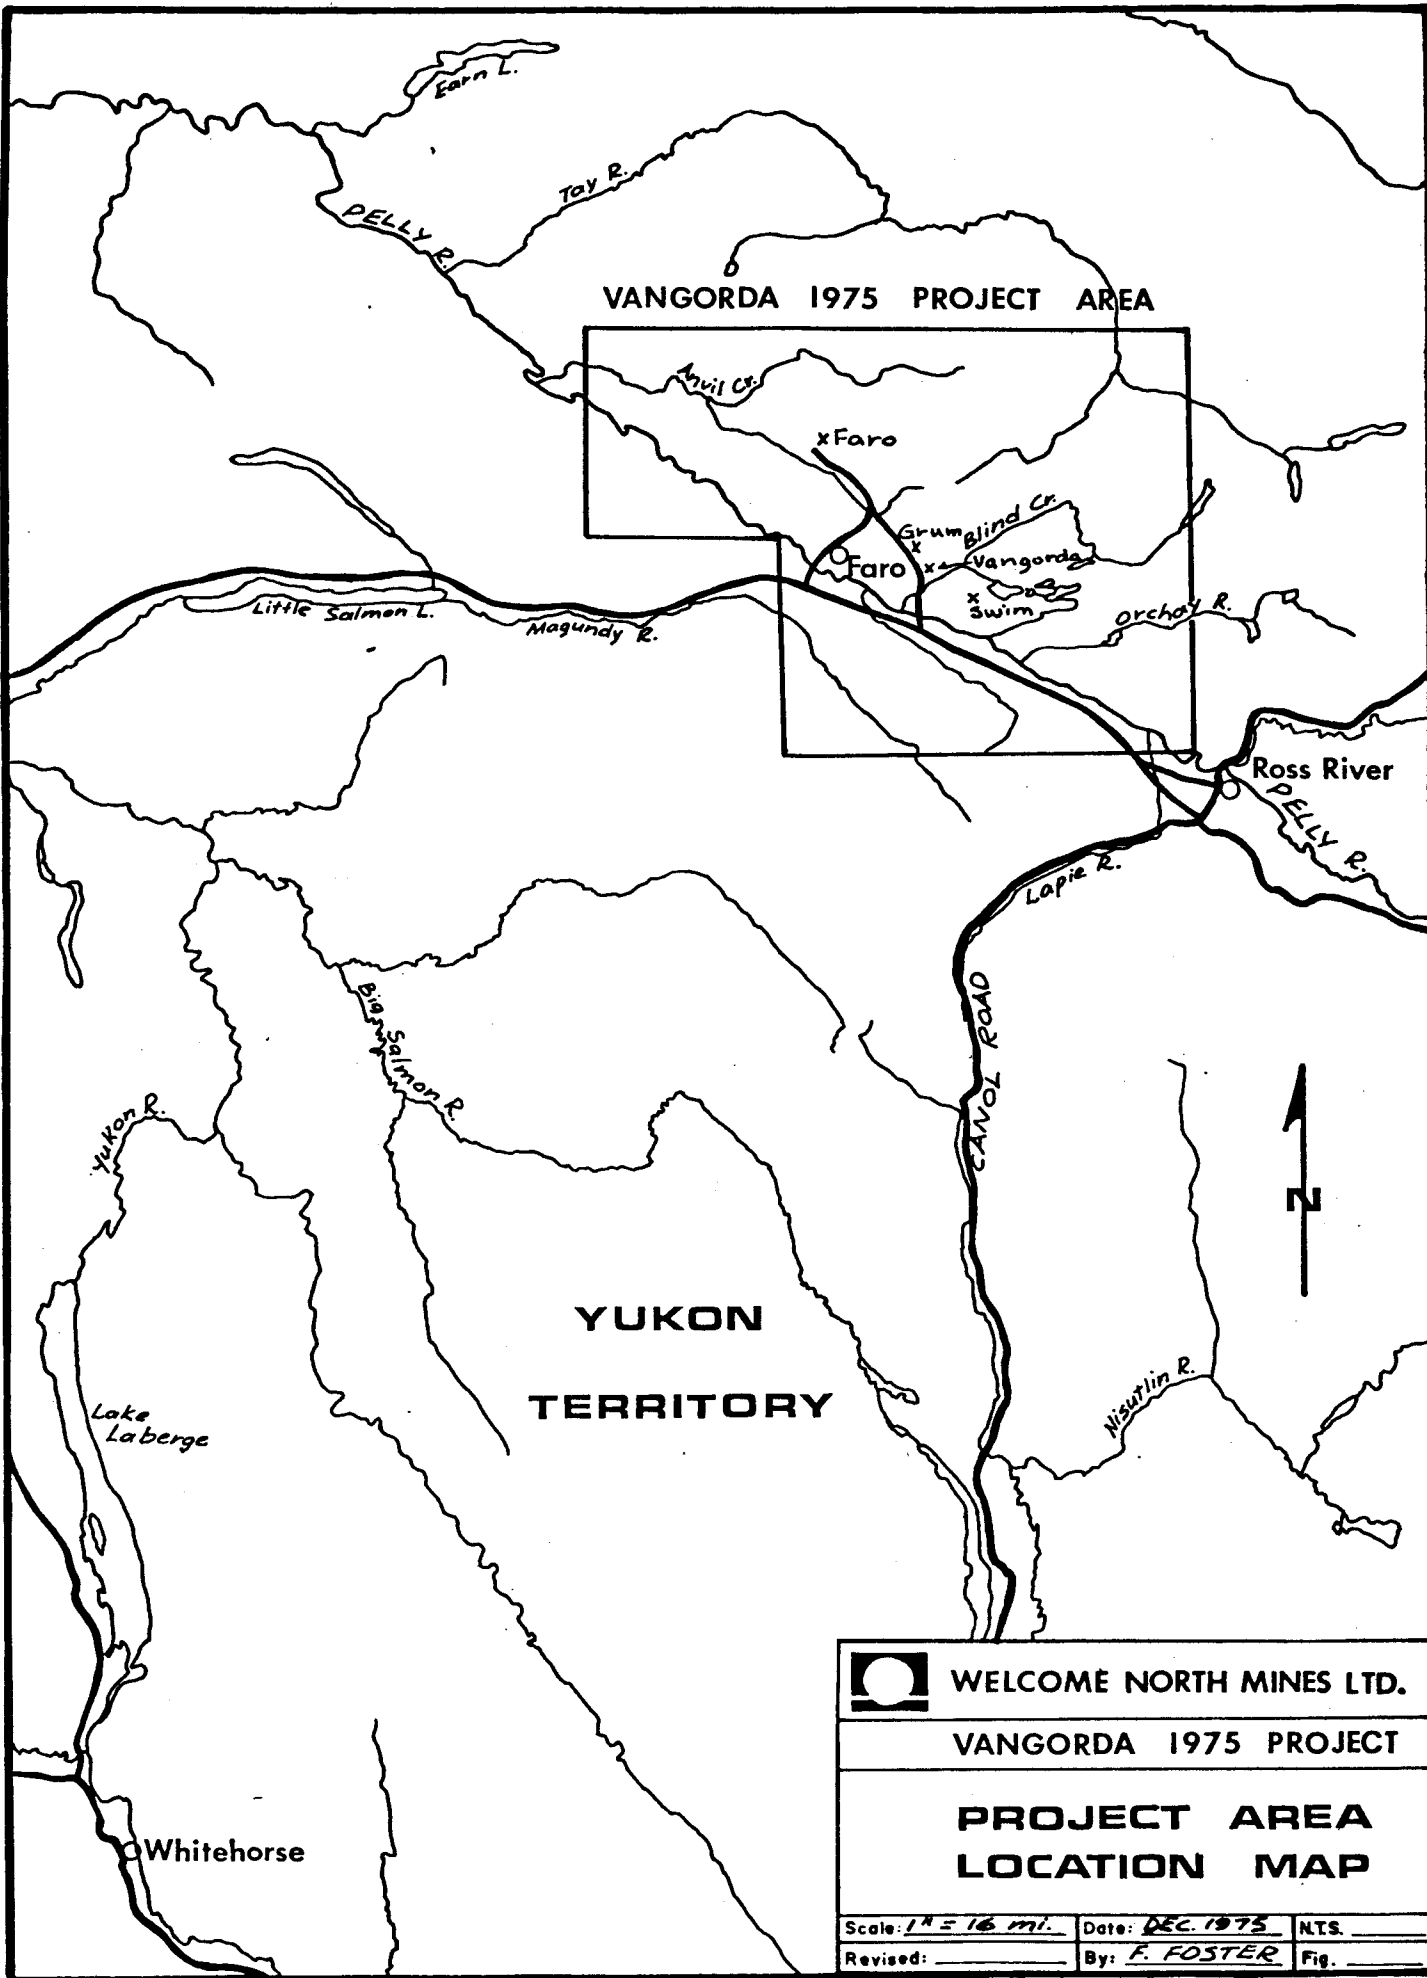 Earn L.
Tay R.
PELLY R.
VANGORDA 1975 PROJECT AREA
Anvil Cr.
xFaro
Grum
x
Blind Cr.
Faro
x
Vangorda
x
Swim
Orchay R.
Little Salmon L.
Magundy R.
Ross River
PELLY R.
Lapie R.
CANOL ROAD
Big
Salmon R.
Yukon R.
N
YUKON
TERRITORY
Lake
Laberge
Nisutlin R.
Whitehorse
WELCOME NORTH MINES LTD.
VANGORDA 1975 PROJECT
PROJECT AREA
LOCATION MAP
Scale: 1" = 16 mi. Date: DEC. 1975 N.T.S.
Revised: By: F. FOSTER Fig.